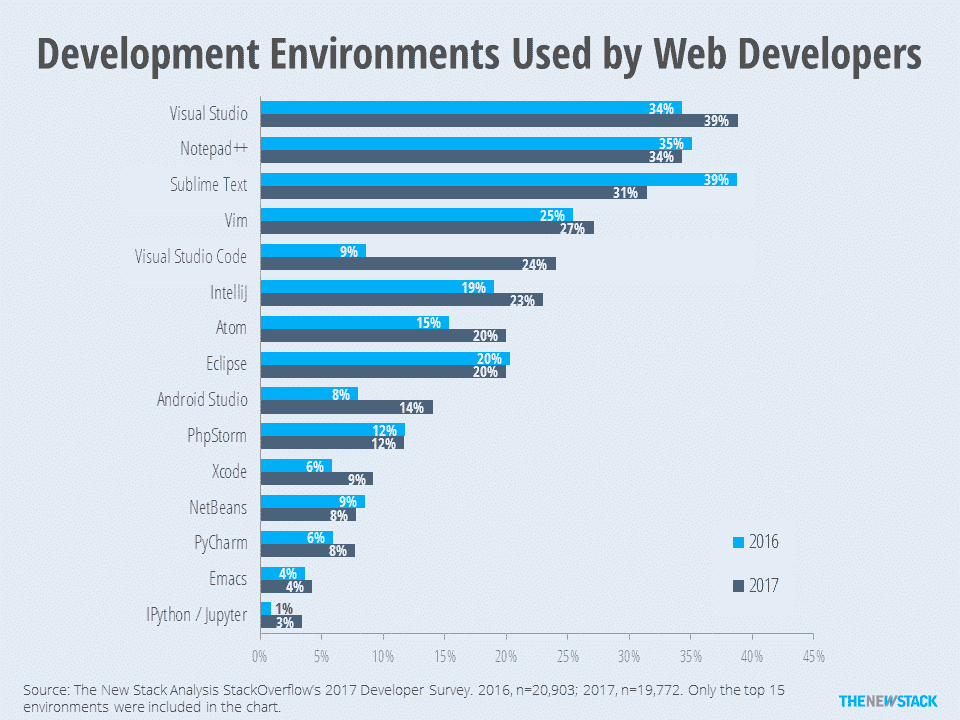 Development Environments Used by Web Developers
Visual Studio
34%
39%
Notepad++
35%
34%
Sublime Text
39%
31%
Vim
25%
27%
Visual Studio Code
9%
24%
IntelliJ
19%
23%
Atom
15%
20%
Eclipse
20%
20%
Android Studio
8%
14%
PhpStorm
12%
12%
Xcode
6%
9%
NetBeans
9%
8%
PyCharm
6%
8%
Emacs
4%
4%
IPython / Jupyter
1%
3%
2016
2017
0% 5% 10% 15% 20% 25% 30% 35% 40% 45%
Source: The New Stack Analysis StackOverflow's 2017 Developer Survey. 2016, n=20,903; 2017, n=19,772. Only the top 15
environments were included in the chart.
THENEWSTACK